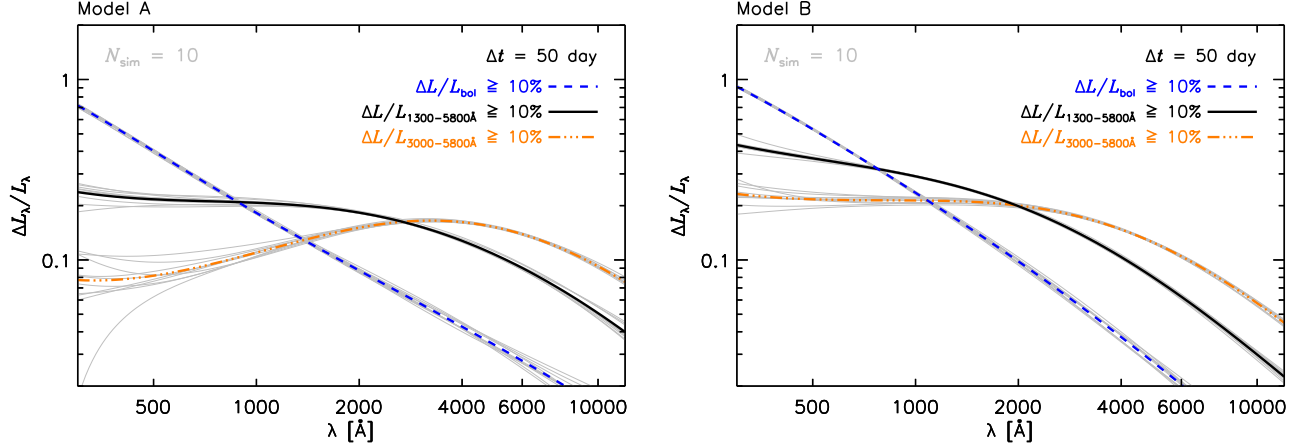 Model A
N_sim = 10
Δt = 50 day
ΔL/L_bol ≧ 10%
ΔL/L_1300−5800Å ≧ 10%
ΔL/L_3000−5800Å ≧ 10%
ΔL_λ/L_λ
1
0.1
500 1000 2000 4000 6000 10000
λ [Å]
Model B
N_sim = 10
Δt = 50 day
ΔL/L_bol ≧ 10%
ΔL/L_1300−5800Å ≧ 10%
ΔL/L_3000−5800Å ≧ 10%
ΔL_λ/L_λ
1
0.1
500 1000 2000 4000 6000 10000
λ [Å]